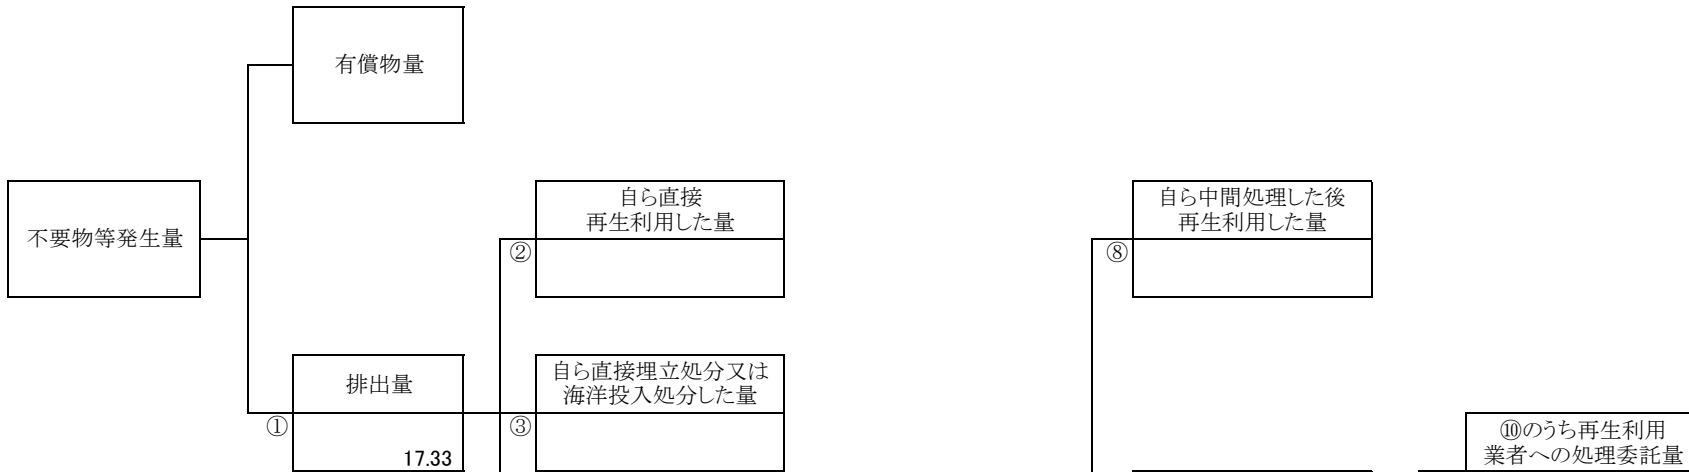 有償物量
不要物等発生量
自ら直接
再生利用した量
②
自ら中間処理した後
再生利用した量
⑧
排出量
①
17.33
自ら直接埋立処分又は
海洋投入処分した量
③
⑩のうち再生利用
業者への処理委託量